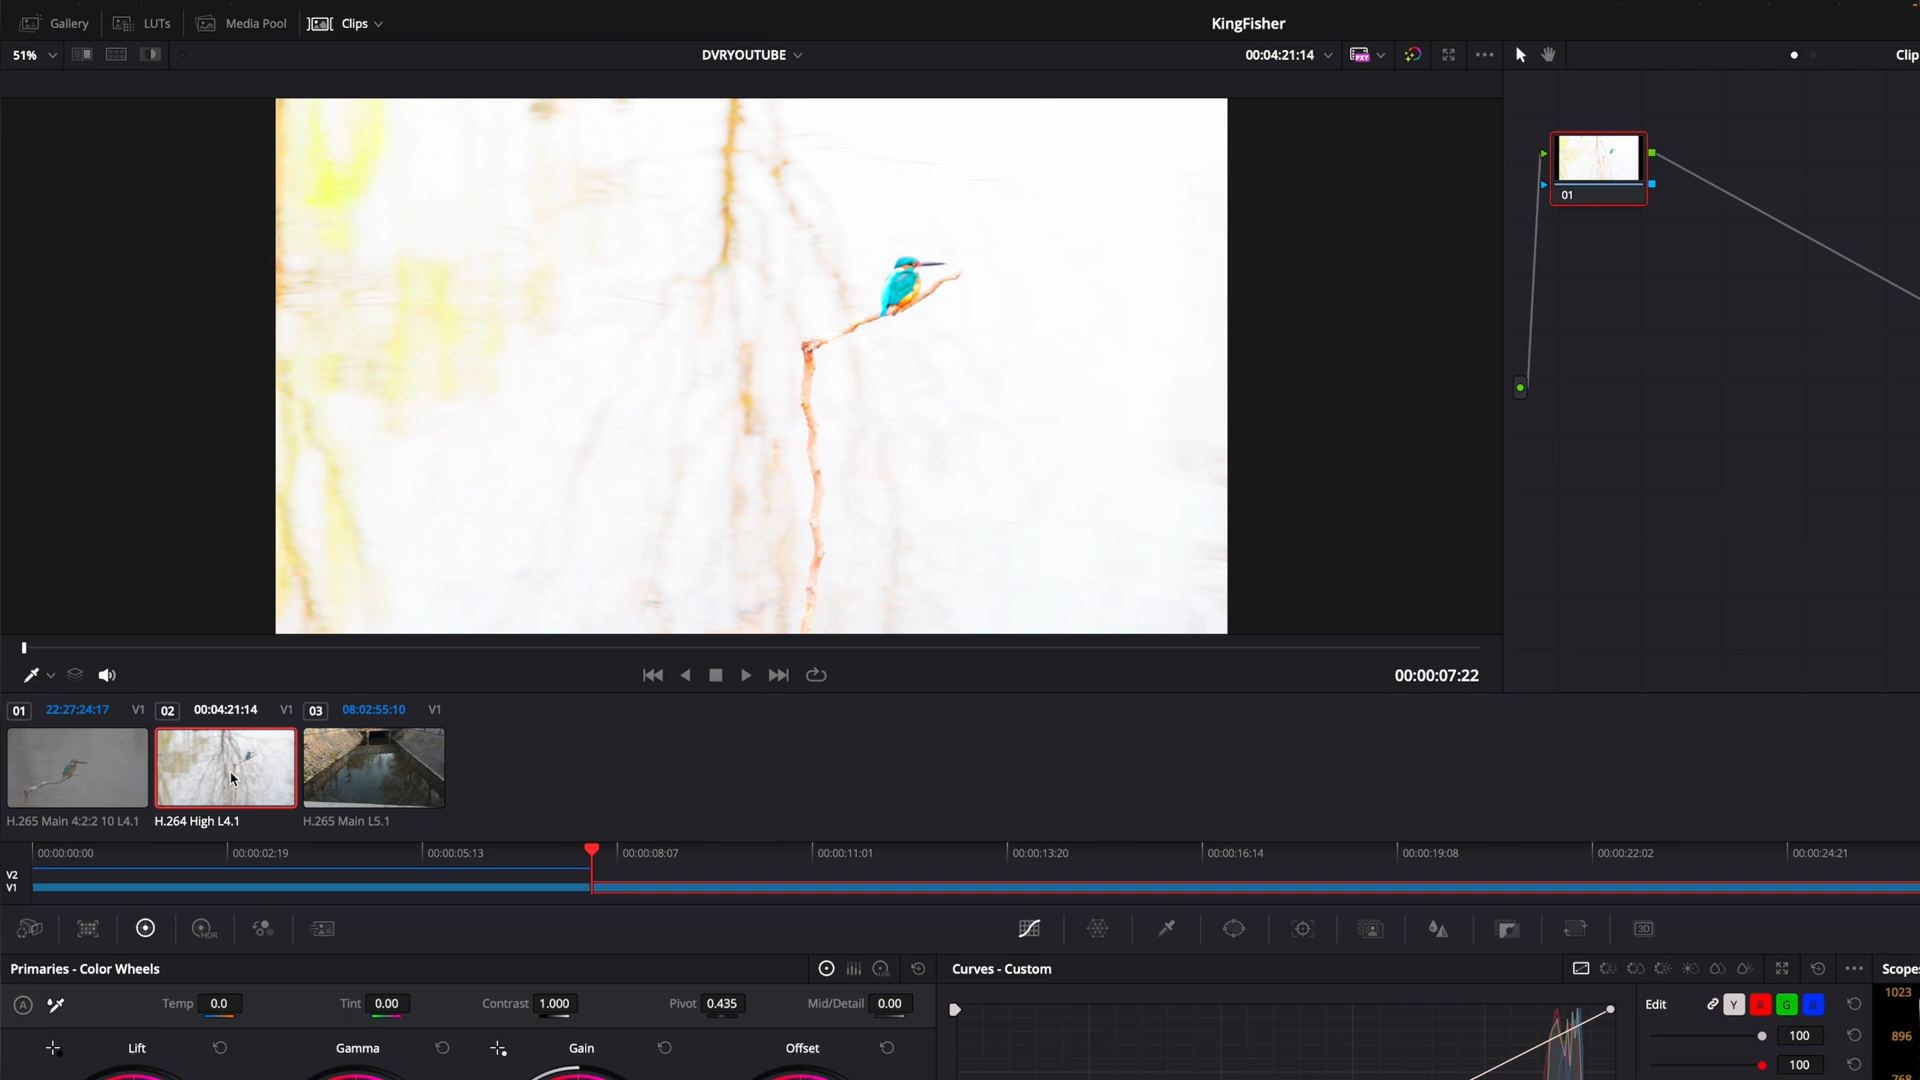 Gallery LUTs Media Pool Clips KingFisher
51% DVRYOUTUBE 00:04:21:14 PXY Clip
01
00:00:07:22
01 22:27:24:17 V1 02 00:04:21:14 V1 03 08:02:55:10 V1
H.265 Main 4:2:2 10 L4.1 H.264 High L4.1 H.265 Main L5.1
00:00:00:00 00:00:02:19 00:00:05:13 00:00:08:07 00:00:11:01 00:00:13:20 00:00:16:14 00:00:19:08 00:00:22:02 00:00:24:21
V2
V1
HDR 3D
Primaries - Color Wheels LOG Curves - Custom Scopes
1023
A Temp 0.0 Tint 0.00 Contrast 1.000 Pivot 0.435 Mid/Detail 0.00 Edit Y R G B
100 896
Lift Gamma Gain Offset
100
768